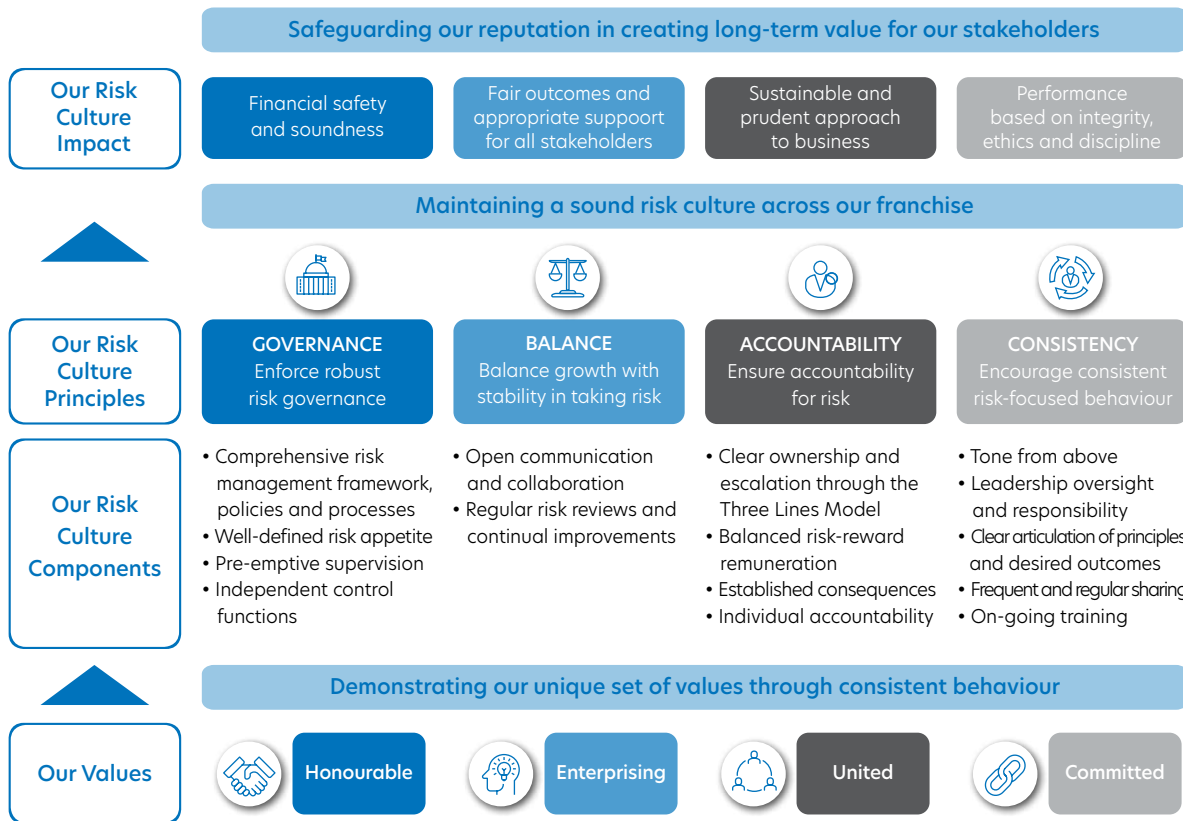 Safeguarding our reputation in creating long-term value for our stakeholders
Our Risk
Culture
Impact
Financial safety
and soundness
Fair outcomes and
appropriate suppoort
for all stakeholders
Sustainable and
prudent approach
to business
Performance
based on integrity,
ethics and discipline
Maintaining a sound risk culture across our franchise
Our Risk
Culture
Principles
GOVERNANCE
Enforce robust
risk governance
BALANCE
Balance growth with
stability in taking risk
ACCOUNTABILITY
Ensure accountability
for risk
CONSISTENCY
Encourage consistent
risk-focused behaviour
Our Risk
Culture
Components
• Comprehensive risk
management framework,
policies and processes
• Well-defined risk appetite
• Pre-emptive supervision
• Independent control
functions
• Open communication
and collaboration
• Regular risk reviews and
continual improvements
• Clear ownership and
escalation through the
Three Lines Model
• Balanced risk-reward
remuneration
• Established consequences
• Individual accountability
• Tone from above
• Leadership oversight
and responsibility
• Clear articulation of principles
and desired outcomes
• Frequent and regular sharing
• On-going training
Demonstrating our unique set of values through consistent behaviour
Our Values
Honourable
Enterprising
United
Committed